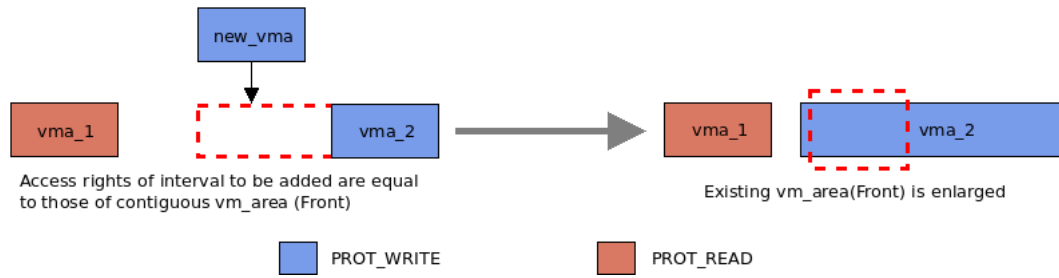 new_vma
vma_1
vma_2
vma_1
vma_2
Access rights of interval to be added are equal
to those of contiguous vm_area (Front)
Existing vm_area(Front) is enlarged
PROT_WRITE
PROT_READ